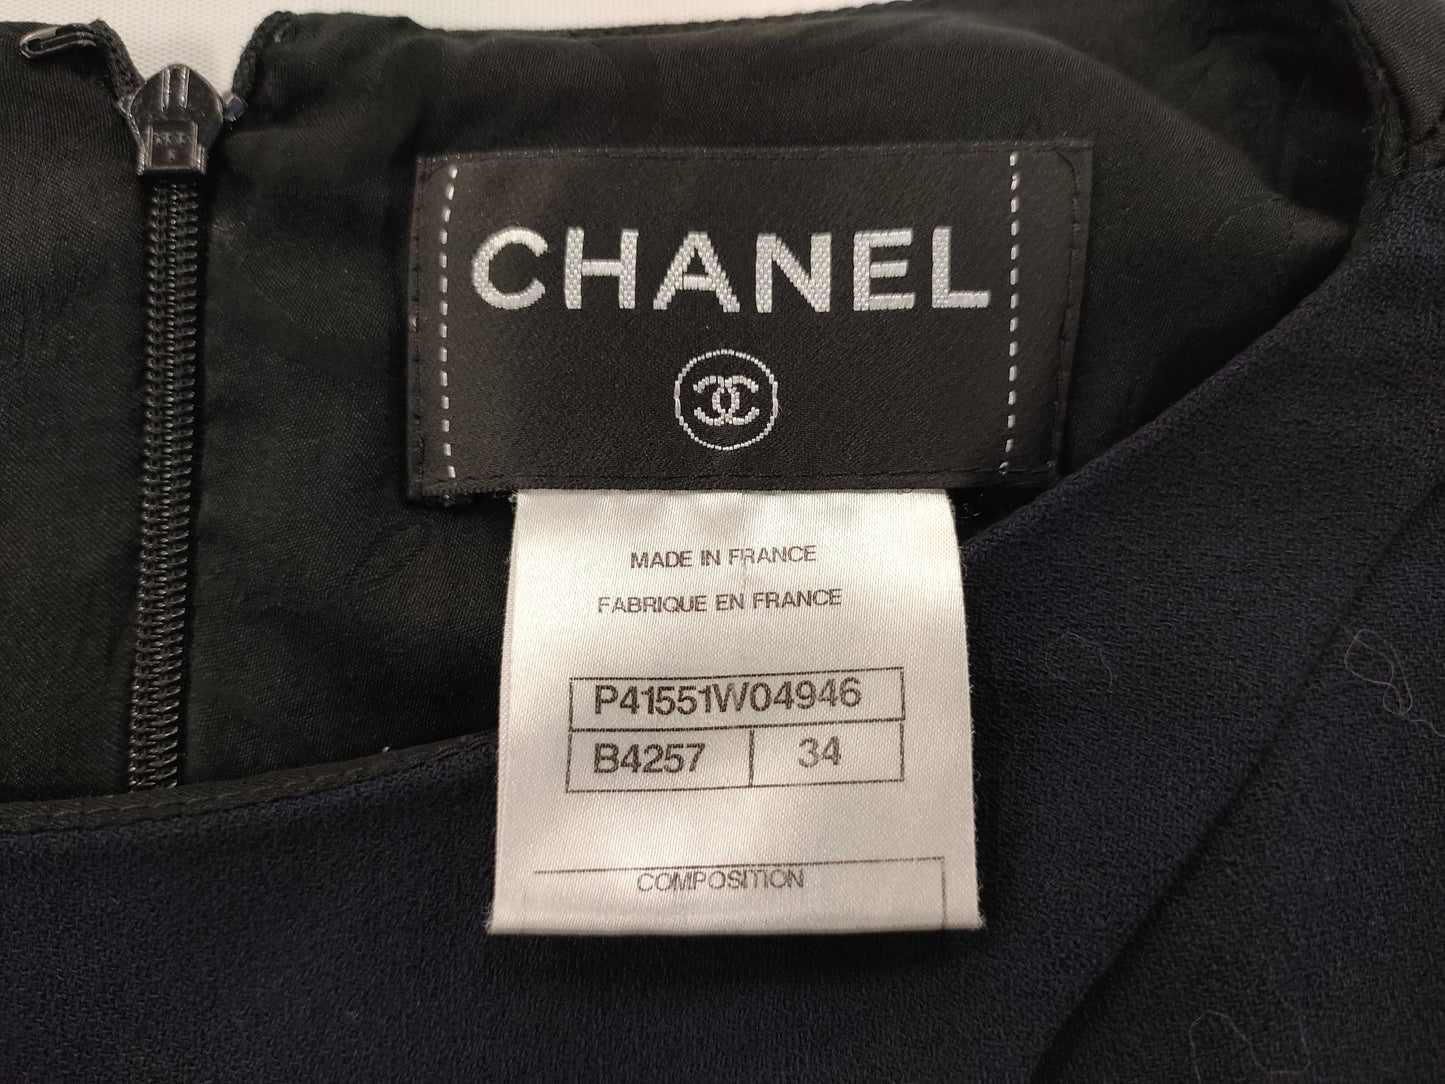 CHANEL
MADE IN FRANCE
FABRIQUE EN FRANCE
P41551W04946
B4257 34
COMPOSITION